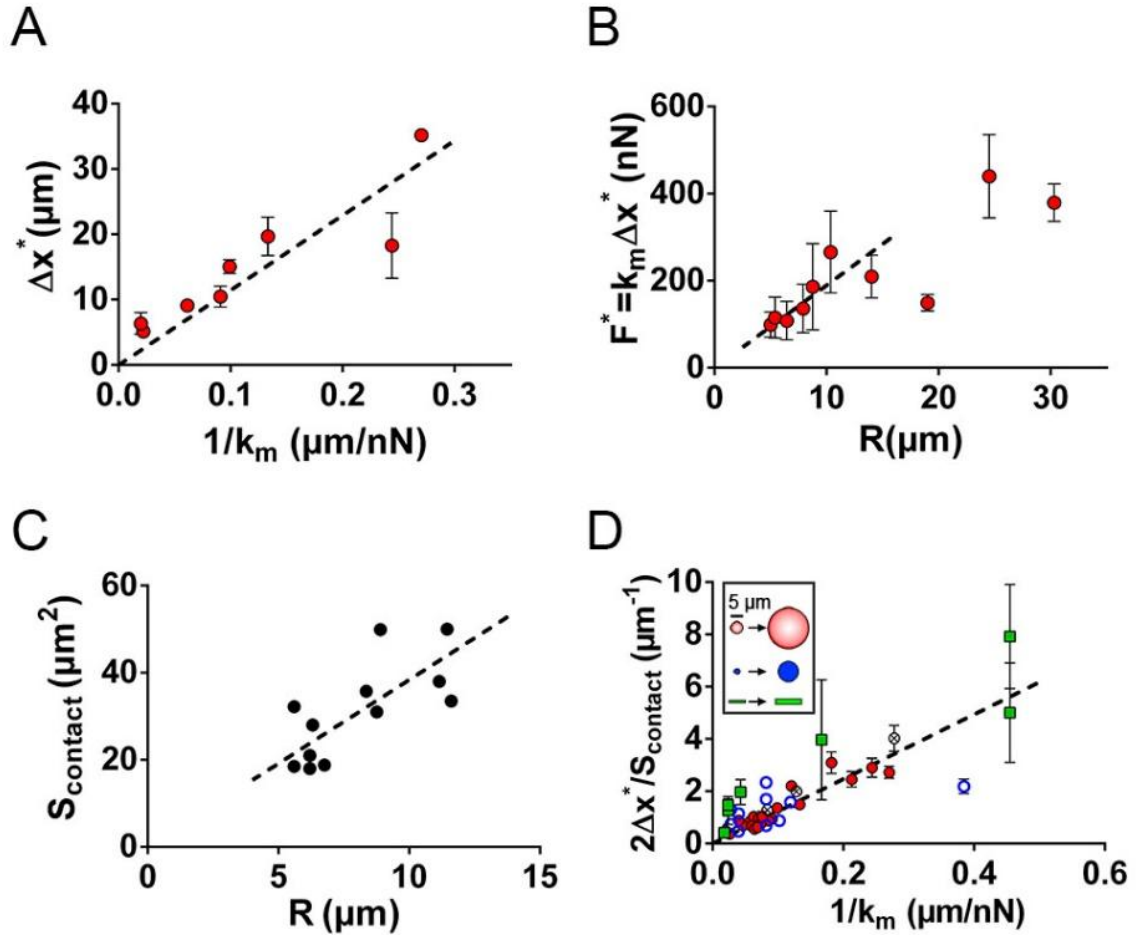 A
Δx* (μm)
40
30
20
10
0
0.0 0.1 0.2 0.3
1/km (μm/nN)
B
F*=kmΔx* (nN)
600
400
200
0
0 10 20 30
R(μm)
C
Scontact (μm²)
60
40
20
0
0 5 10 15
R (μm)
D
2Δx*/Scontact (μm⁻¹)
10
8
6
4
2
0
5 μm
0.0 0.2 0.4 0.6
1/km (μm/nN)